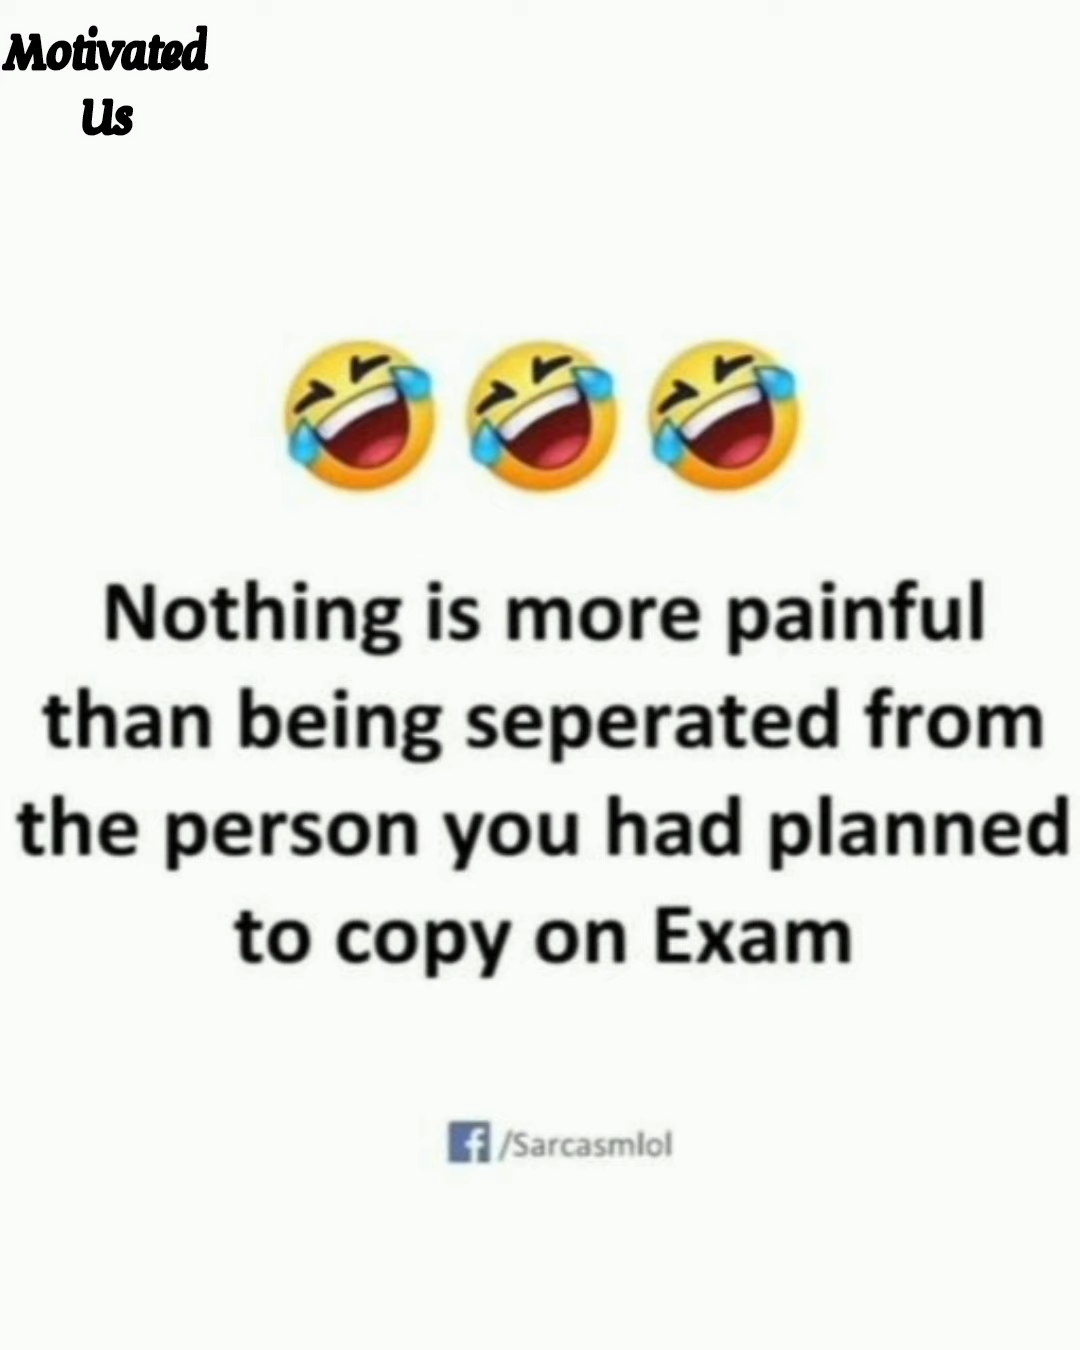 Motivated
Us
Nothing is more painful
than being seperated from
the person you had planned
to copy on Exam
f /Sarcasmlol